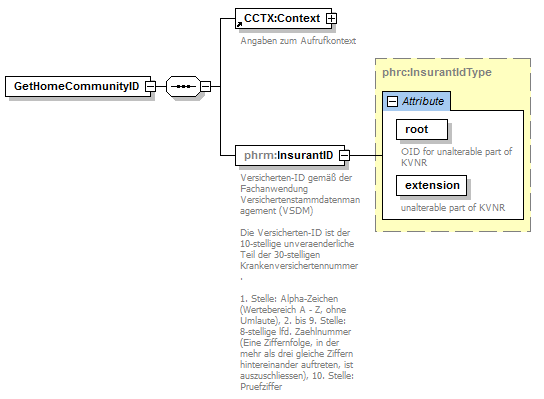 CCTX:Context
Angaben zum Aufrufkontext
GetHomeCommunityID
phrc:InsurantIdType
Attribute
root
OID for unalterable part of
KVNR
extension
unalterable part of KVNR
phrm:InsurantID
Versicherten-ID gemäß der
Fachanwendung
Versichertenstammdatenman
agement (VSDM)
Die Versicherten-ID ist der
10-stellige unveraenderliche
Teil der 30-stelligen
Krankenversichertennummer
.
1. Stelle: Alpha-Zeichen
(Wertebereich A - Z, ohne
Umlaute), 2. bis 9. Stelle:
8-stellige lfd. Zaehlnummer
(Eine Ziffernfolge, in der
mehr als drei gleiche Ziffern
hintereinander auftreten, ist
auszuschliessen), 10. Stelle:
Pruefziffer